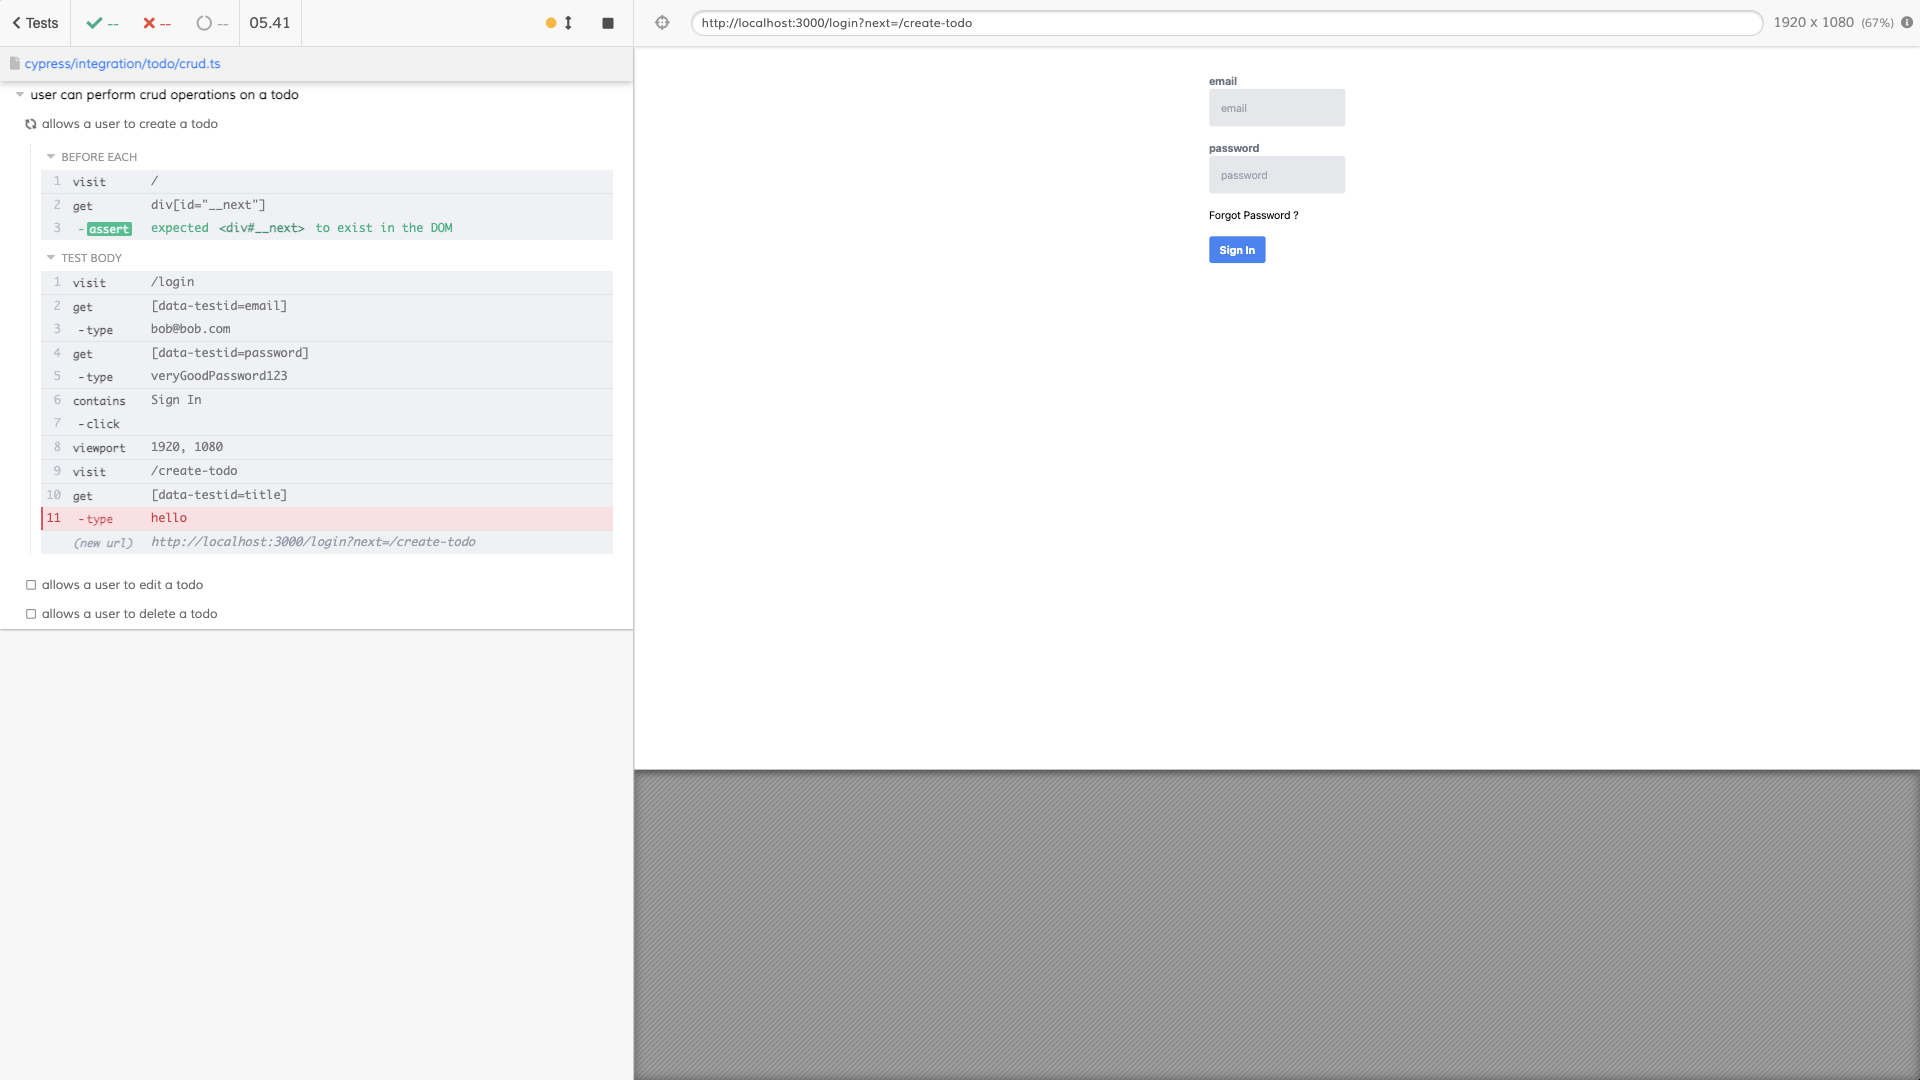 Tests -- -- -- 05.41
http://localhost:3000/login?next=/create-todo 1920 x 1080 (67%)
cypress/integration/todo/crud.ts
user can perform crud operations on a todo
allows a user to create a todo
BEFORE EACH
1 visit /
2 get div[id="__next"]
3 -assert expected <div#__next> to exist in the DOM
TEST BODY
1 visit /login
2 get [data-testid=email]
3 -type bob@bob.com
4 get [data-testid=password]
5 -type veryGoodPassword123
6 contains Sign In
7 -click
8 viewport 1920, 1080
9 visit /create-todo
10 get [data-testid=title]
11 -type hello
(new url) http://localhost:3000/login?next=/create-todo
allows a user to edit a todo
allows a user to delete a todo
email
email
password
password
Forgot Password ?
Sign In